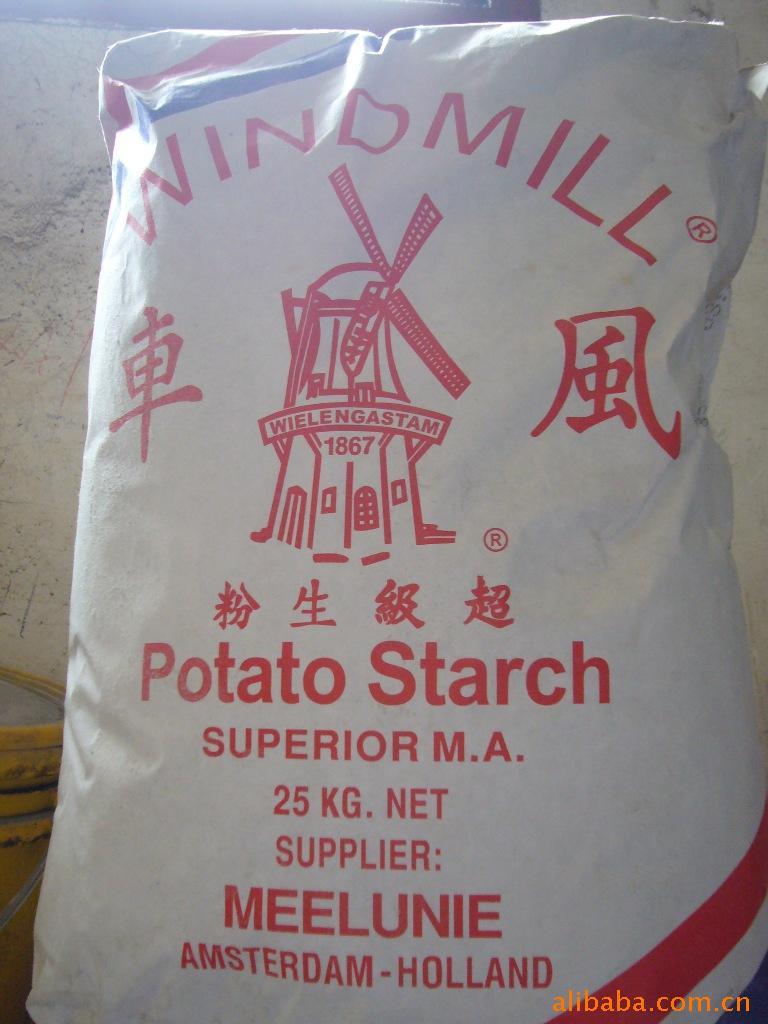 WINDMILL®
車 風
WIELENGASTAM
1867
®
粉生級超
Potato Starch
SUPERIOR M.A.
25 KG. NET
SUPPLIER:
MEELUNIE
AMSTERDAM-HOLLAND
alibaba.com.cn